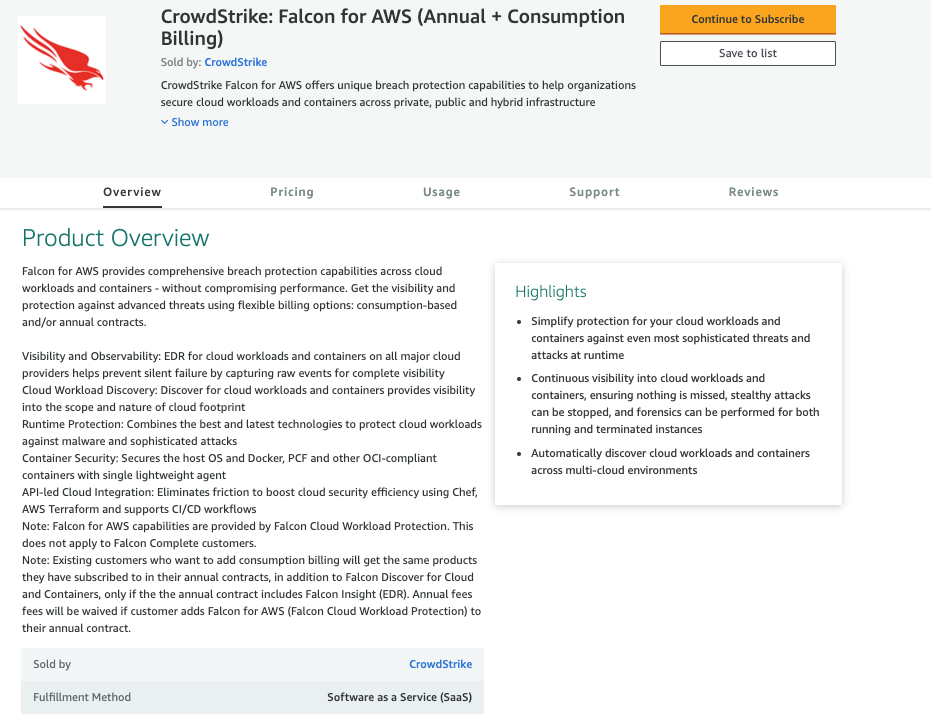 CrowdStrike: Falcon for AWS (Annual + Consumption
Billing)
Sold by: CrowdStrike
CrowdStrike Falcon for AWS offers unique breach protection capabilities to help organizations
secure cloud workloads and containers across private, public and hybrid infrastructure
Show more
Continue to Subscribe
Save to list
Overview
Pricing
Usage
Support
Reviews
Product Overview
Falcon for AWS provides comprehensive breach protection capabilities across cloud
workloads and containers - without compromising performance. Get the visibility and
protection against advanced threats using flexible billing options: consumption-based
and/or annual contracts.
Visibility and Observability: EDR for cloud workloads and containers on all major cloud
providers helps prevent silent failure by capturing raw events for complete visibility
Cloud Workload Discovery: Discover for cloud workloads and containers provides visibility
into the scope and nature of cloud footprint
Runtime Protection: Combines the best and latest technologies to protect cloud workloads
against malware and sophisticated attacks
Container Security: Secures the host OS and Docker, PCF and other OCI-compliant
containers with single lightweight agent
API-led Cloud Integration: Eliminates friction to boost cloud security efficiency using Chef,
AWS Terraform and supports CI/CD workflows
Note: Falcon for AWS capabilities are provided by Falcon Cloud Workload Protection. This
does not apply to Falcon Complete customers.
Note: Existing customers who want to add consumption billing will get the same products
they have subscribed to in their annual contracts, in addition to Falcon Discover for Cloud
and Containers, only if the the annual contract includes Falcon Insight (EDR). Annual fees
fees will be waived if customer adds Falcon for AWS (Falcon Cloud Workload Protection) to
their annual contract.
Sold by
CrowdStrike
Fulfillment Method
Software as a Service (SaaS)
Highlights
• Simplify protection for your cloud workloads and
containers against even most sophisticated threats and
attacks at runtime
• Continuous visibility into cloud workloads and
containers, ensuring nothing is missed, stealthy attacks
can be stopped, and forensics can be performed for both
running and terminated instances
• Automatically discover cloud workloads and containers
across multi-cloud environments